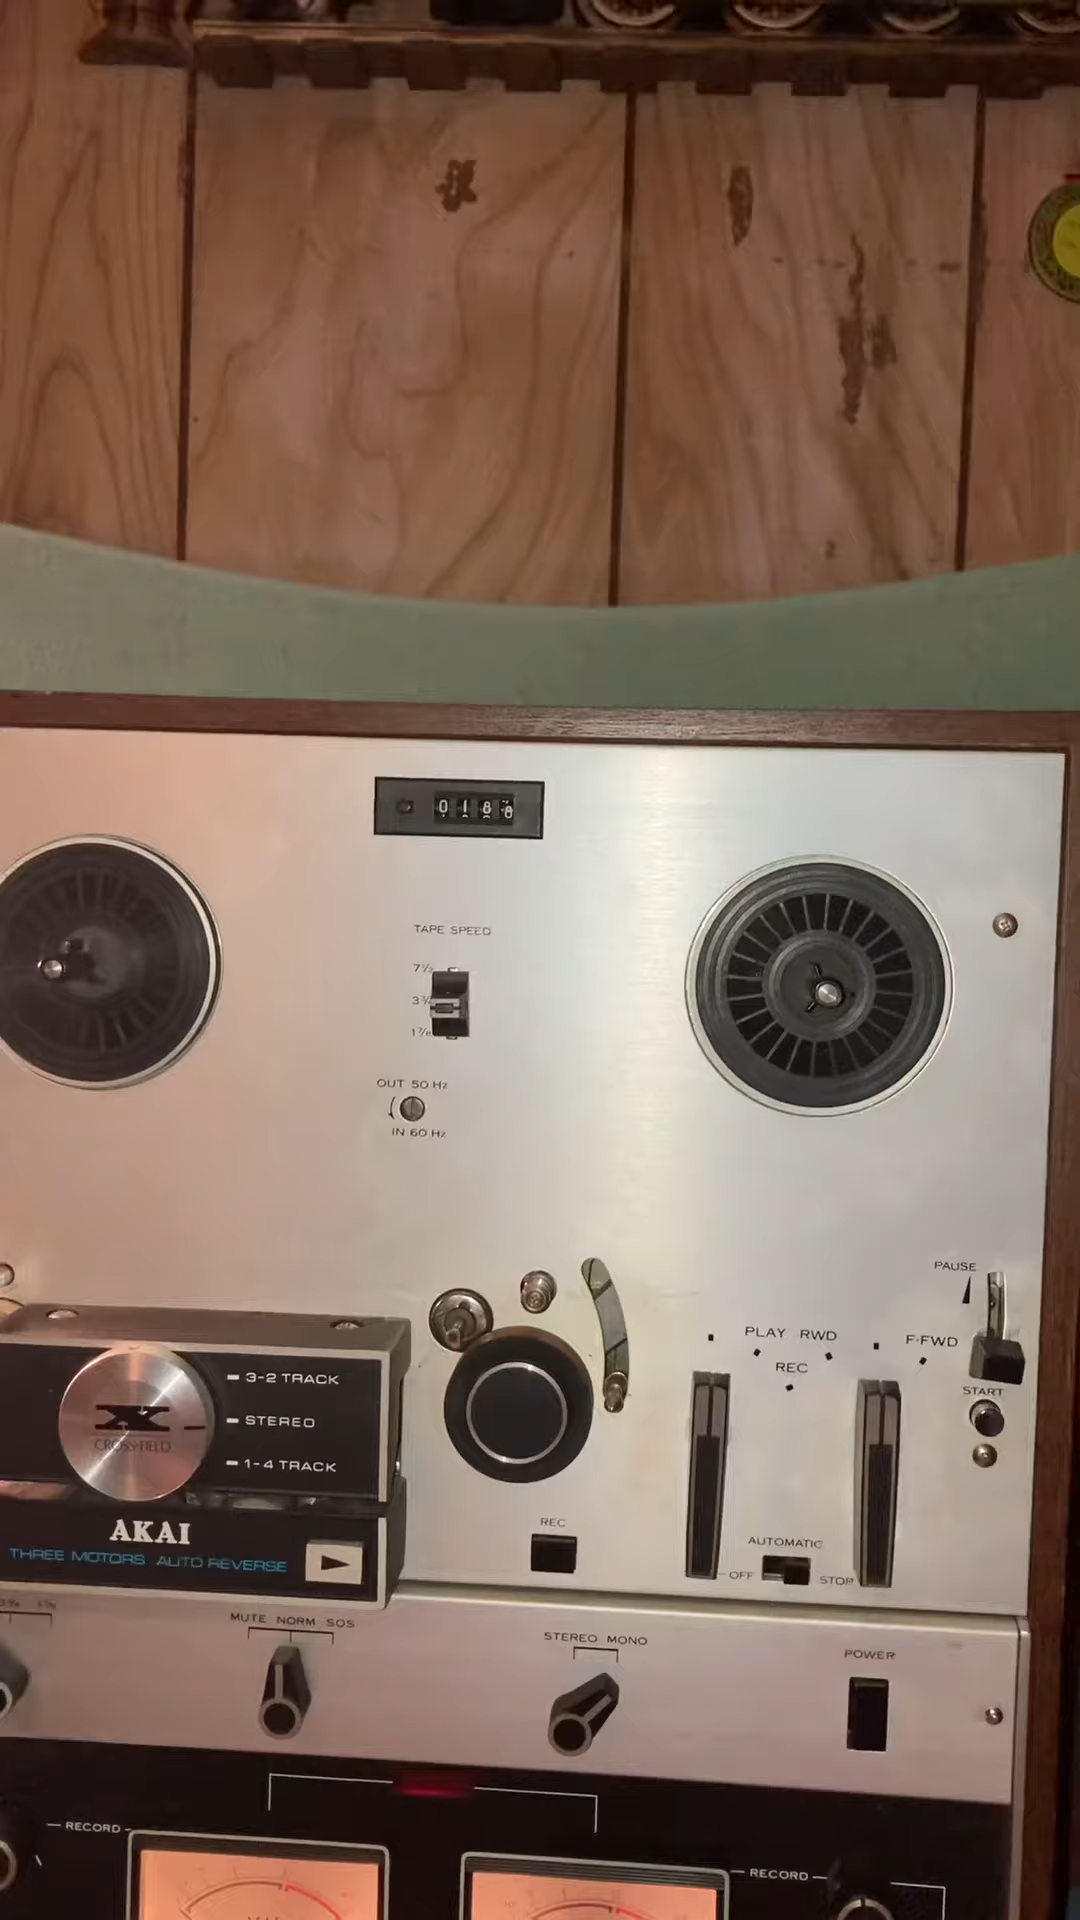 0188
TAPE SPEED
7½
3¾
1⅞
OUT 50 Hz
IN 60 Hz
PAUSE
PLAY RWD
F·FWD
REC
START
3-2 TRACK
STEREO
CROSS·FIELD
1-4 TRACK
REC
AKAI
THREE MOTORS AUTO REVERSE
AUTOMATIC
OFF
STOP
MUTE NORM SOS
STEREO MONO
POWER
RECORD
RECORD